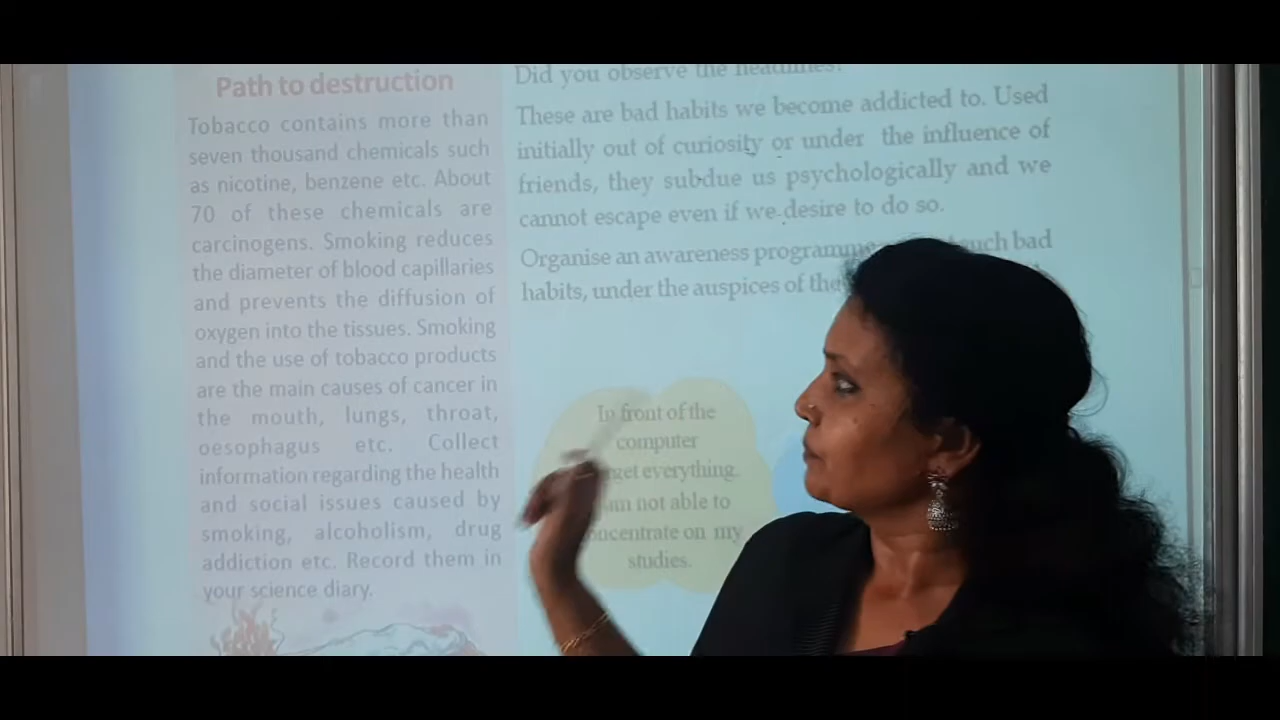 Path to destruction
Tobacco contains more than
seven thousand chemicals such
as nicotine, benzene etc. About
70 of these chemicals are
carcinogens. Smoking reduces
the diameter of blood capillaries
and prevents the diffusion of
oxygen into the tissues. Smoking
and the use of tobacco products
are the main causes of cancer in
the mouth, lungs, throat,
oesophagus etc. Collect
information regarding the health
and social issues caused by
smoking, alcoholism, drug
addiction etc. Record them in
your science diary.
Did you observe the headlines?
These are bad habits we become addicted to. Used
initially out of curiosity or under the influence of
friends, they subdue us psychologically and we
cannot escape even if we desire to do so.
Organise an awareness programme such bad
habits, under the auspices of the
In front of the
computer
everything.
not able to
concentrate on my
studies.